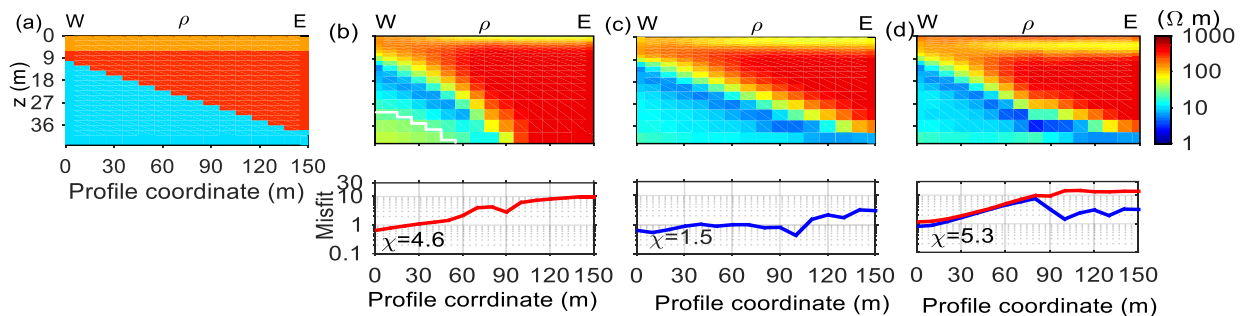 (a) W ρ E
(b) W ρ E
(c) W ρ E
(d) W ρ E
(Ω m)
1000
100
10
1
z (m)
0
9
18
27
36
0 30 60 90 120 150
Profile coordinate (m)
Misfit
30
10
1
0.1
χ=4.6
0 30 60 90 120 150
Profile corrdinate (m)
χ=1.5
0 30 60 90 120 150
Profile coordinate (m)
χ=5.3
0 30 60 90 120 150
Profile coordinate (m)